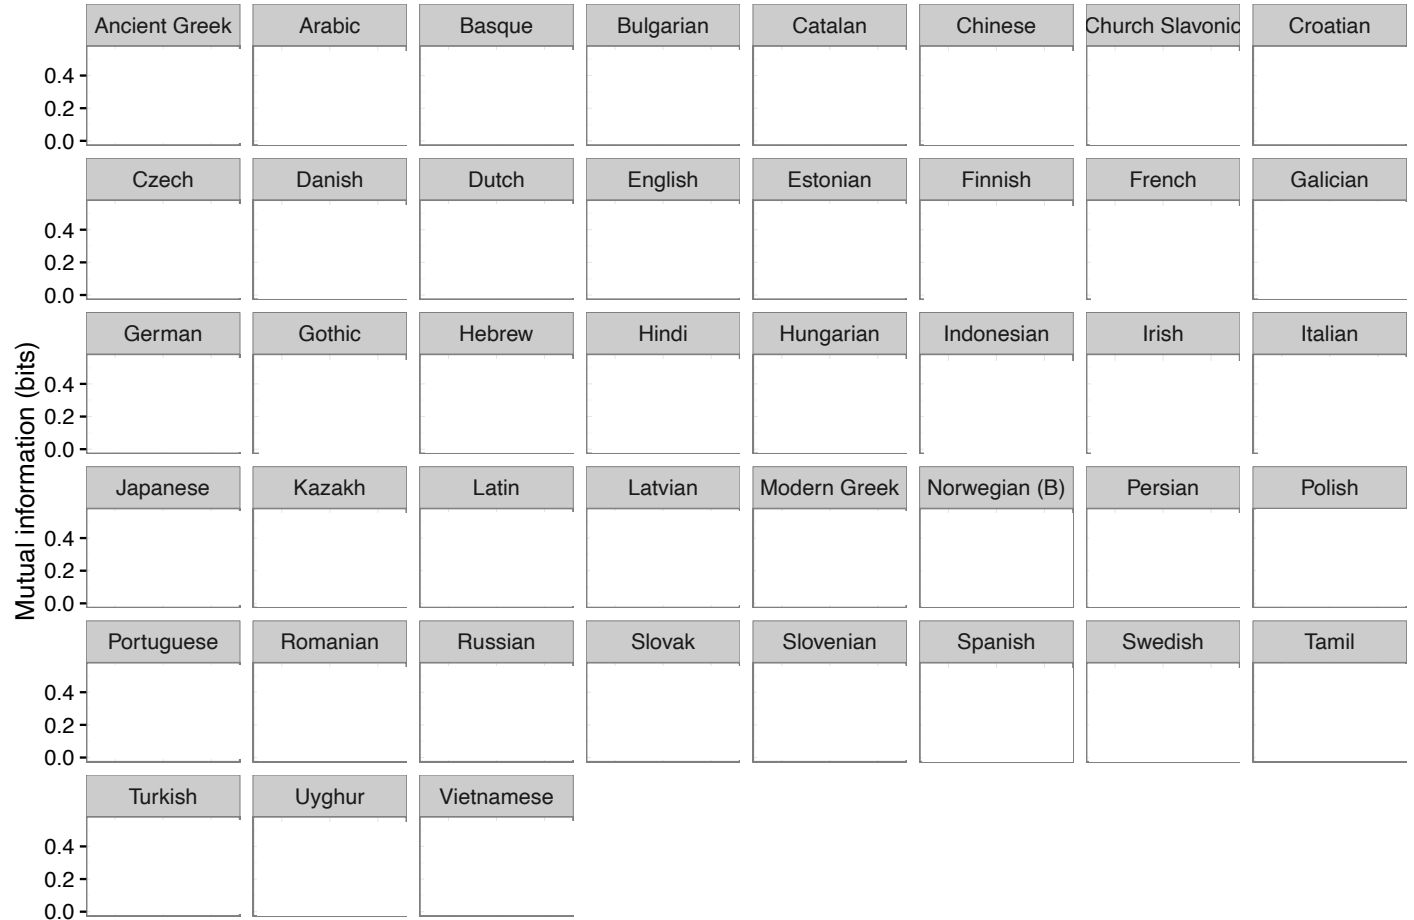 Ancient Greek Arabic Basque Bulgarian Catalan Chinese Church Slavonic Croatian
0.4
0.2
0.0
Czech Danish Dutch English Estonian Finnish French Galician
0.4
0.2
0.0
German Gothic Hebrew Hindi Hungarian Indonesian Irish Italian
0.4
0.2
0.0
Mutual information (bits)
Japanese Kazakh Latin Latvian Modern Greek Norwegian (B) Persian Polish
0.4
0.2
0.0
Portuguese Romanian Russian Slovak Slovenian Spanish Swedish Tamil
0.4
0.2
0.0
Turkish Uyghur Vietnamese
0.4
0.2
0.0